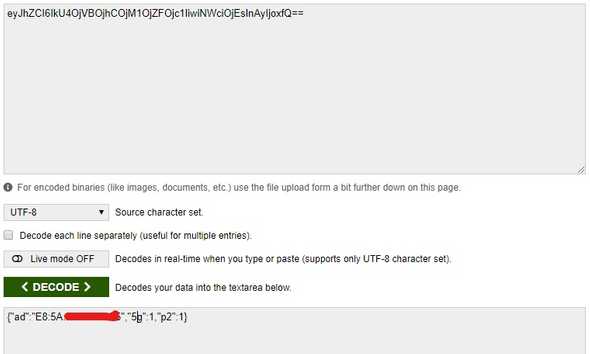 eyJhZCI6IkU4OjVBOjhCOjM1OjZFOjc1IiwiNWciOjEsInAyIjoxfQ==
For encoded binaries (like images, documents, etc.) use the file upload form a bit further down on this page.
UTF-8 Source character set.
Decode each line separately (useful for multiple entries).
Live mode OFF Decodes in real-time when you type or paste (supports only UTF-8 character set).
< DECODE > Decodes your data into the textarea below.
{"ad":"E8:5A: ","5g":1,"p2":1}